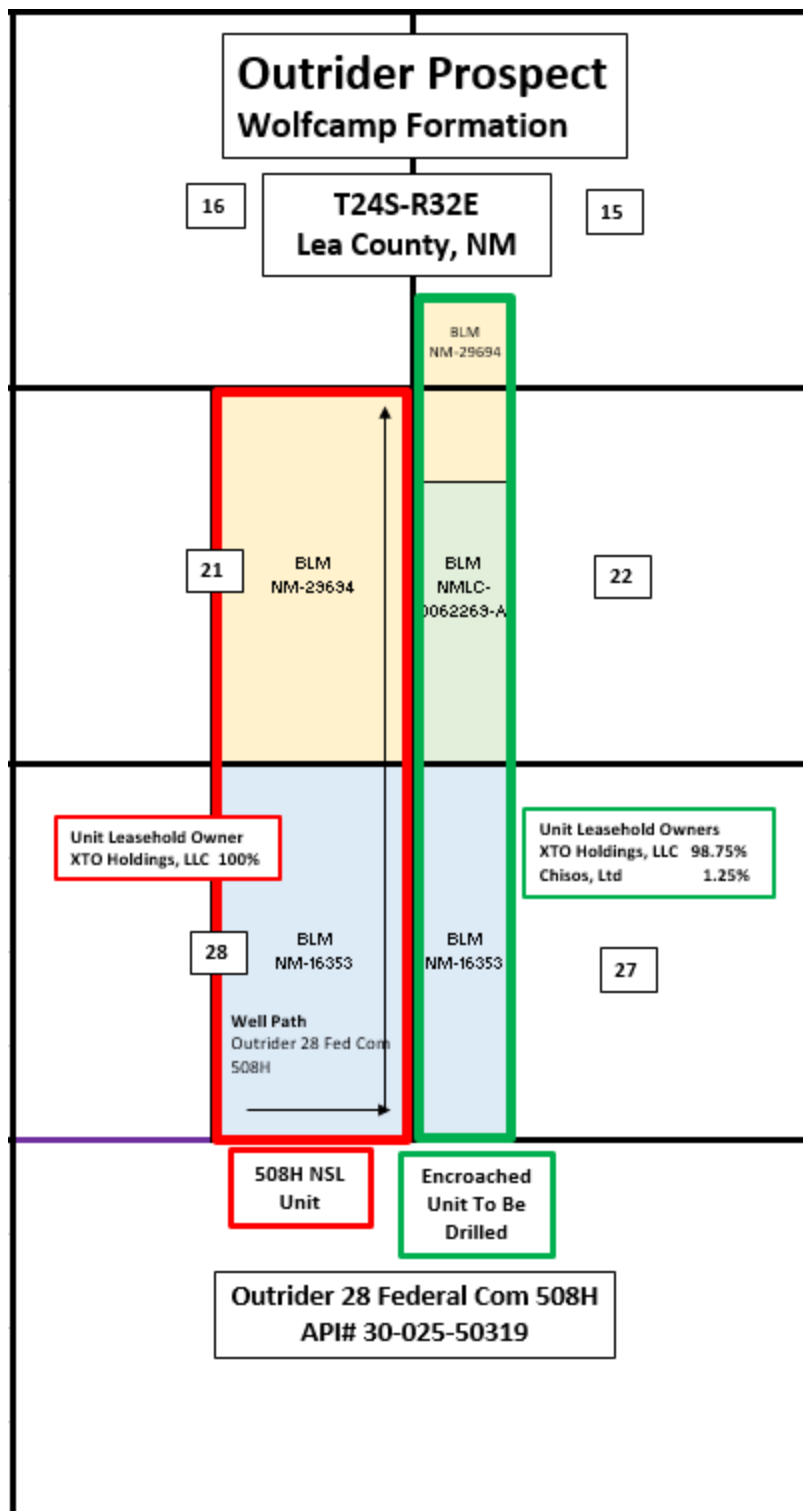 Outrider Prospect
Wolfcamp Formation
16
T24S-R32E
Lea County, NM
15
BLM
NM-29694
21
BLM
NM-29694
BLM
NMLC-
0062269-A
22
Unit Leasehold Owner
XTO Holdings, LLC 100%
Unit Leasehold Owners
XTO Holdings, LLC 98.75%
Chisos, Ltd 1.25%
28
BLM
NM-16353
BLM
NM-16353
27
Well Path
Outrider 28 Fed Com
508H
508H NSL
Unit
Encroached
Unit To Be
Drilled
Outrider 28 Federal Com 508H
API# 30-025-50319